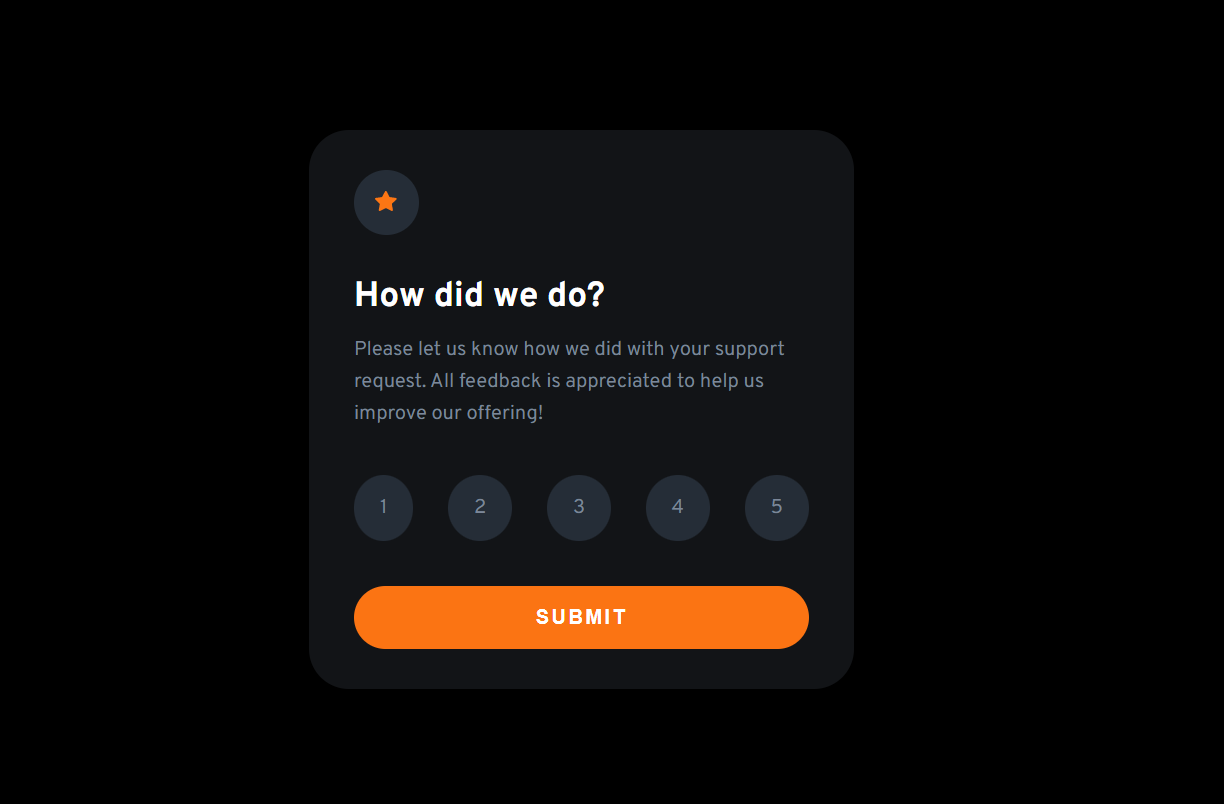 How did we do?
Please let us know how we did with your support
request. All feedback is appreciated to help us
improve our offering!
1 2 3 4 5
SUBMIT